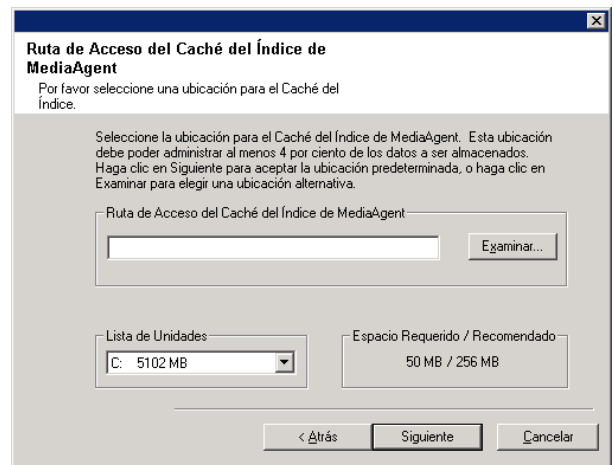 Ruta de Acceso del Caché del Índice de
MediaAgent
Por favor seleccione una ubicación para el Caché del
Índice.
Seleccione la ubicación para el Caché del Índice de MediaAgent. Esta ubicación
debe poder administrar al menos 4 por ciento de los datos a ser almacenados.
Haga clic en Siguiente para aceptar la ubicación predeterminada, o haga clic en
Examinar para elegir una ubicación alternativa.
Ruta de Acceso del Caché del Índice de MediaAgent
Examinar...
Lista de Unidades
C: 5102 MB
Espacio Requerido / Recomendado
50 MB / 256 MB
< Atrás
Siguiente
Cancelar